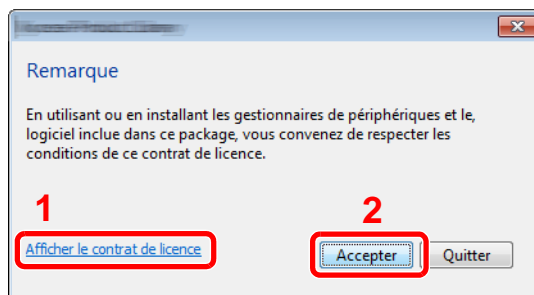 Remarque
En utilisant ou en installant les gestionnaires de périphériques et le,
logiciel inclue dans ce package, vous convenez de respecter les
conditions de ce contrat de licence.
1
2
Afficher le contrat de licence
Accepter
Quitter